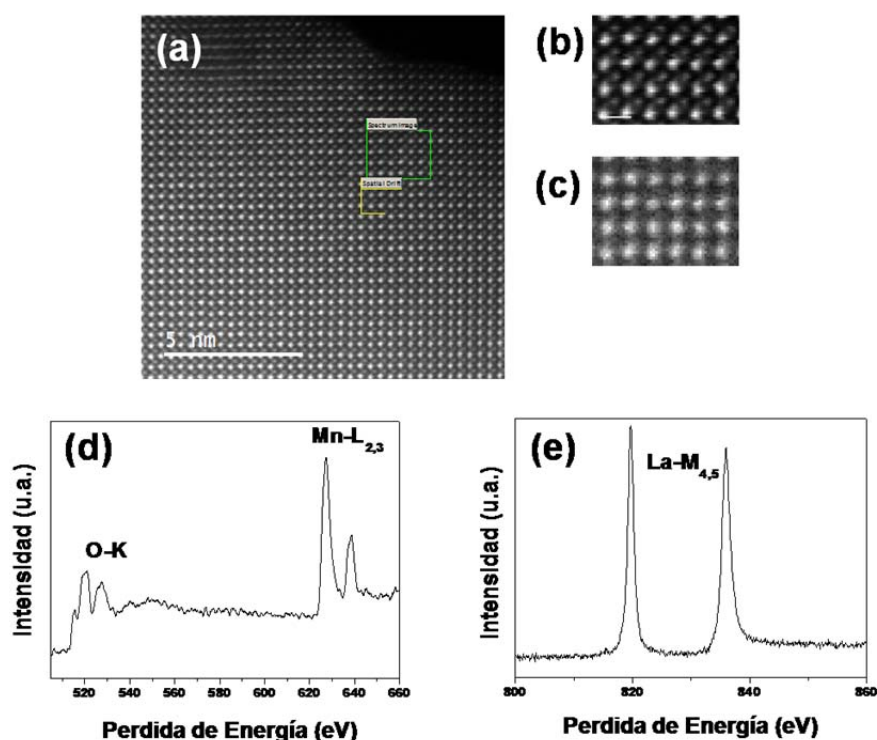 (a)
Spectrum Image
Spatial Drift
5 nm
(b)
(c)
(d)
O-K
Mn-L2,3
Intensidad (u.a.)
520 540 560 580 600 620 640 660
Perdida de Energía (eV)
(e)
La-M4,5
Intensidad (u.a.)
800 820 840 860
Perdida de Energía (eV)